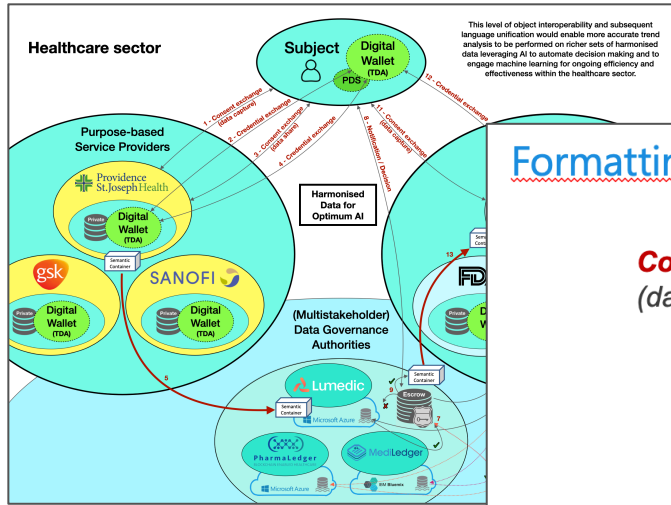 Healthcare sector
This level of object interoperability and subsequent
language unification would enable more accurate trend
analysis to be performed on richer sets of harmonised
data leveraging AI to automate decision making and to
engage machine learning for ongoing efficiency and
effectiveness within the healthcare sector.
Subject
Digital
Wallet
(TDA)
PDS
1 - Consent exchange
(data capture)
2 - Credential exchange
3 - Consent exchange
(data share)
4 - Credential exchange
8 - Notification / Decision
11 - Consent exchange
(data capture)
12 - Credential exchange
Purpose-based
Service Providers
Providence
St.JosephHealth
Private
Digital
Wallet
(TDA)
Semantic
Container
gsk
Private
Digital
Wallet
(TDA)
SANOFI
Private
Digital
Wallet
(TDA)
Harmonised
Data for
Optimum AI
(Multistakeholder)
Data Governance
Authorities
5
Lumedic
Semantic
Container
Microsoft Azure
9
Semantic
Container
Escrow
7
PharmaLedger
Microsoft Azure
MediLedger
IBM Bluemix
13
FD
Private
Formattin
Co
(da